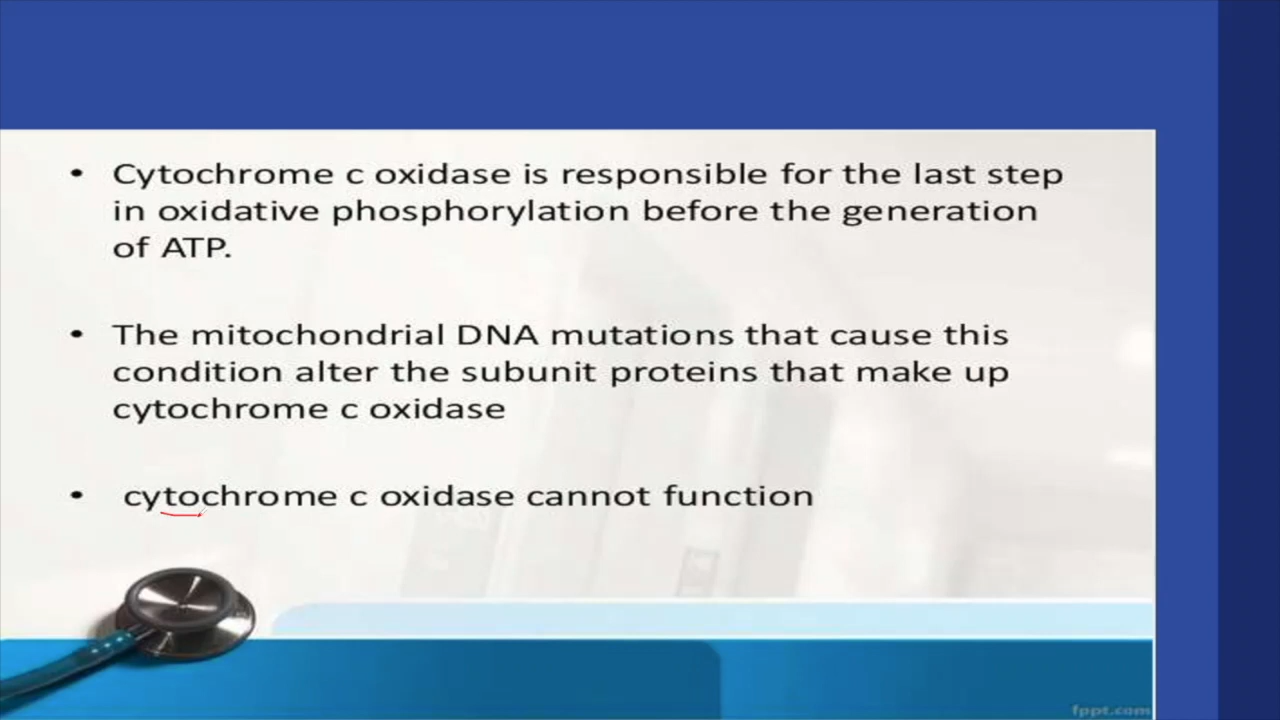 • Cytochrome c oxidase is responsible for the last step
in oxidative phosphorylation before the generation
of ATP.
• The mitochondrial DNA mutations that cause this
condition alter the subunit proteins that make up
cytochrome c oxidase
• cytochrome c oxidase cannot function
fppt.com